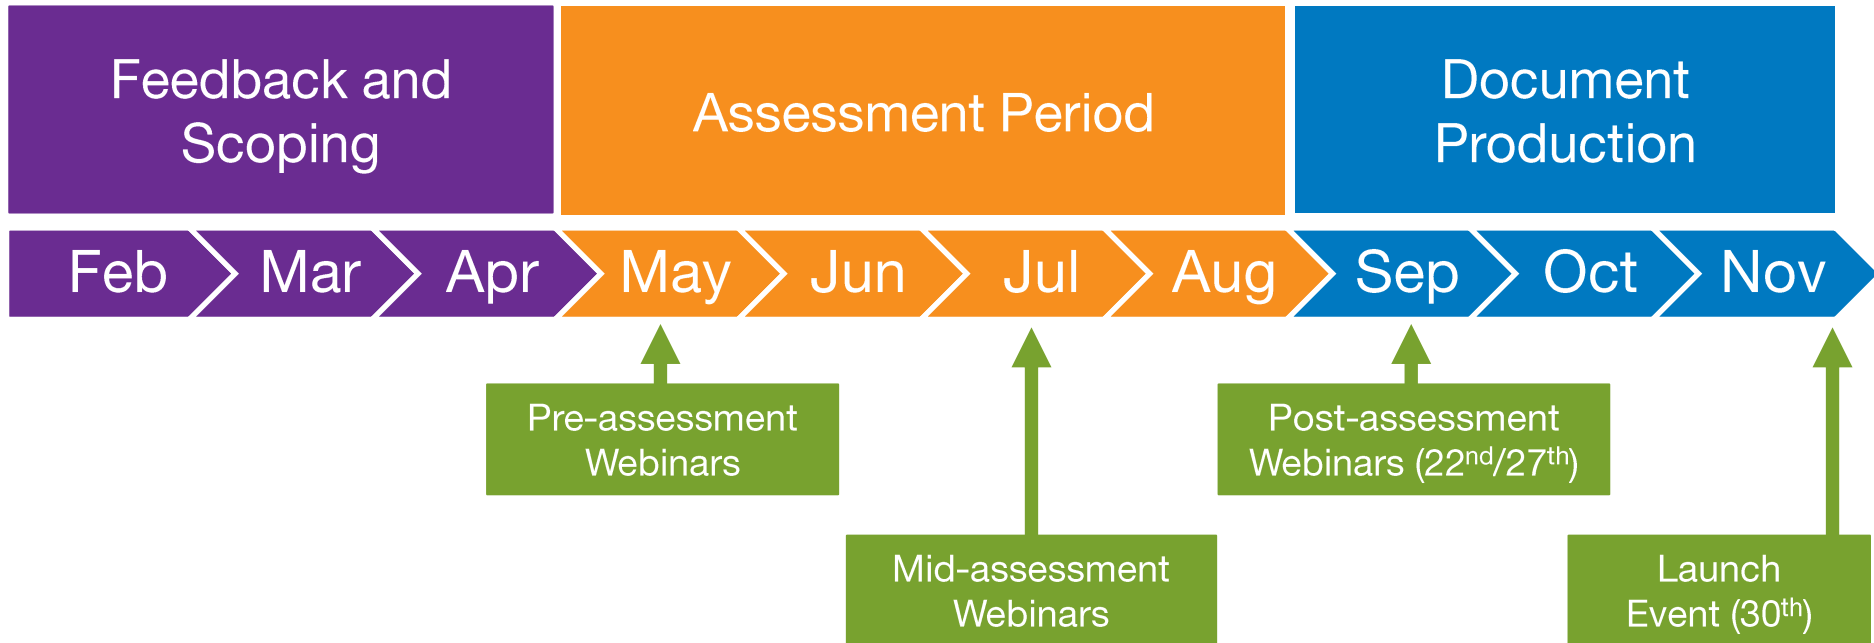 Feedback and
Scoping
Assessment Period
Document
Production
Feb
Mar
Apr
May
Jun
Jul
Aug
Sep
Oct
Nov
Pre-assessment
Webinars
Mid-assessment
Webinars
Post-assessment
Webinars (22nd/27th)
Launch
Event (30th)